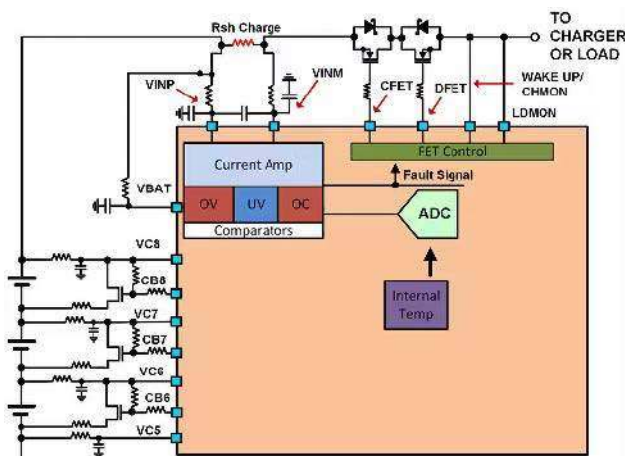 Rsh Charge
TO
CHARGER
OR LOAD
VINP
VINM
CFET
DFET
WAKE UP/
CHMON
LDMON
Current Amp
FET Control
Fault Signal
VBAT
OV
UV
OC
Comparators
ADC
VC8
CB8
Internal
Temp
VC7
CB7
VC6
CB6
VC5